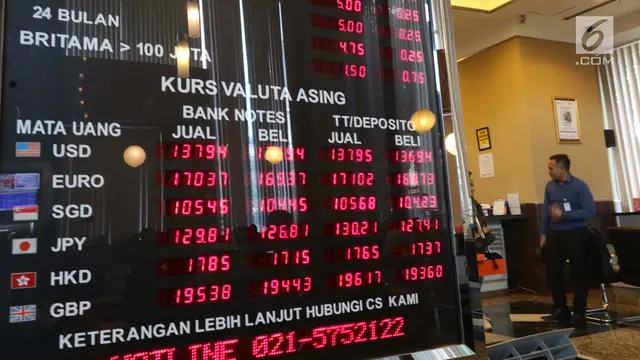 24 BULAN 5.00 0.25
5.00 0.25
BRITAMA > 100 JUTA 4.75 0.25
1.50 0.75
KURS VALUTA ASING
BANK NOTES TT/DEPOSITO
MATA UANG JUAL BELI JUAL BELI
USD 13794 13795 13694
EURO 17037 16937 17102 16873
SGD 10545 10445 10568 10423
JPY 129.81 126.81 130.21 127.41
HKD 1785 1715 1765 1737
GBP 19538 19443 19617 19360
KETERANGAN LEBIH LANJUT HUBUNGI CS KAMI
HOTLINE 021-5752122
6
.COM